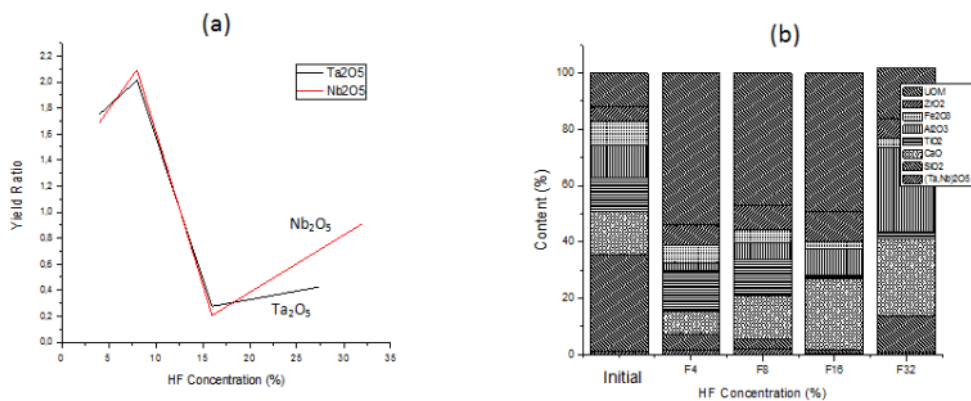 (a)
2,2
2,0
1,8
1,6
1,4
1,2
1,0
0,8
0,6
0,4
0,2
0,0
Yield Ratio
Ta2O5
Nb2O5
Nb₂O₅
Ta₂O₅
0 5 10 15 20 25 30 35
HF Concentration (%)
(b)
100
80
60
40
20
0
Content (%)
UOM
ZrO2
Fe2O3
Al2O3
TiO2
CaO
SiO2
(Ta,Nb)2O5
Initial F4 F8 F16 F32
HF Concentration (%)